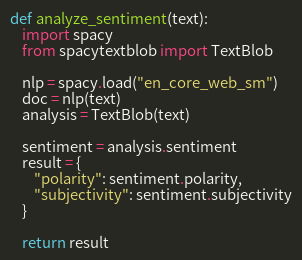 def analyze_sentiment(text):
    import spacy
    from spacytextblob import TextBlob

    nlp = spacy.load("en_core_web_sm")
    doc = nlp(text)
    analysis = TextBlob(text)

    sentiment = analysis.sentiment
    result = {
        "polarity": sentiment.polarity,
        "subjectivity": sentiment.subjectivity
    }

    return result